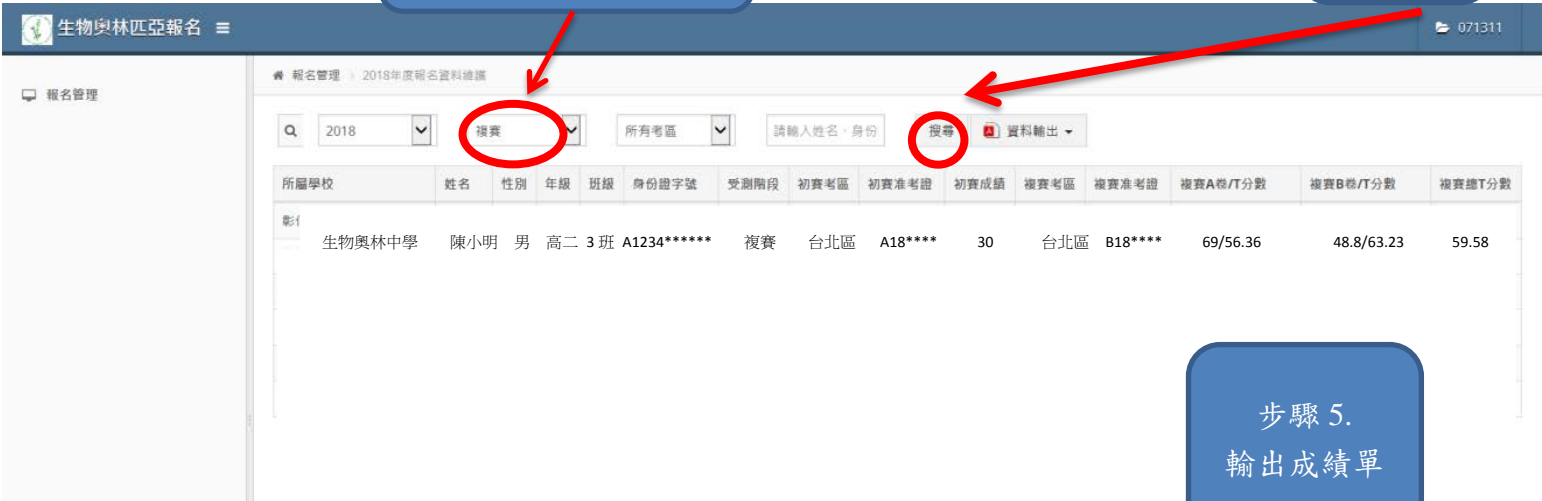 生物奧林匹亞報名
071311
報名管理
報名管理 2018年度報名資料維護
2018 複賽 所有考區 請輸入姓名、身份 搜尋 資料輸出
所屬學校 姓名 性別 年級 班級 身份證字號 受測階段 初賽考區 初賽准考證 初賽成績 複賽考區 複賽准考證 複賽A卷/T分數 複賽B卷/T分數 複賽總T分數
生物奧林中學 陳小明 男 高二 3班 A1234****** 複賽 台北區 A18**** 30 台北區 B18**** 69/56.36 48.8/63.23 59.58
步驟 5.
輸出成績單